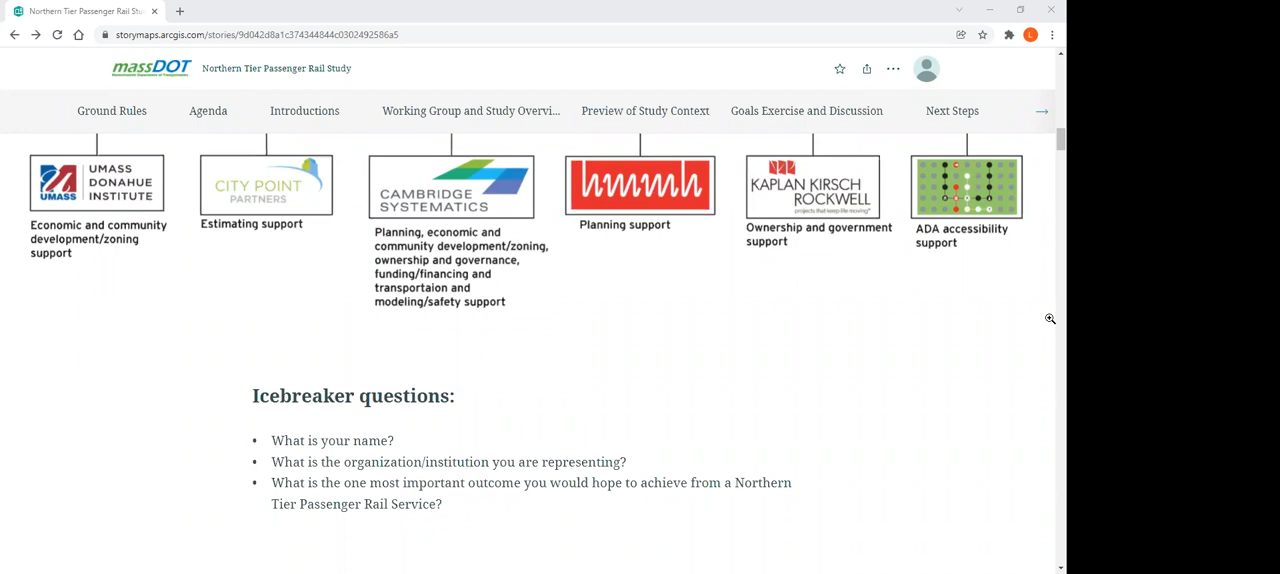 Northern Tier Passenger Rail Stu
storymaps.arcgis.com/stories/9d042d8a1c374344844c0302492586a5
L
massDOT
Northern Tier Passenger Rail Study
Ground Rules
Agenda
Introductions
Working Group and Study Overvi...
Preview of Study Context
Goals Exercise and Discussion
Next Steps
UMASS
UMASS
DONAHUE
INSTITUTE
Economic and community
development/zoning
support
CITY POINT
PARTNERS
Estimating support
CAMBRIDGE
SYSTEMATICS
Planning, economic and
community development/zoning,
ownership and governance,
funding/financing and
transportaion and
modeling/safety support
hmmh
Planning support
KAPLAN KIRSCH
ROCKWELL
projects that keep life moving
Ownership and government
support
ADA accessibility
support
Icebreaker questions:
• What is your name?
• What is the organization/institution you are representing?
• What is the one most important outcome you would hope to achieve from a Northern
Tier Passenger Rail Service?